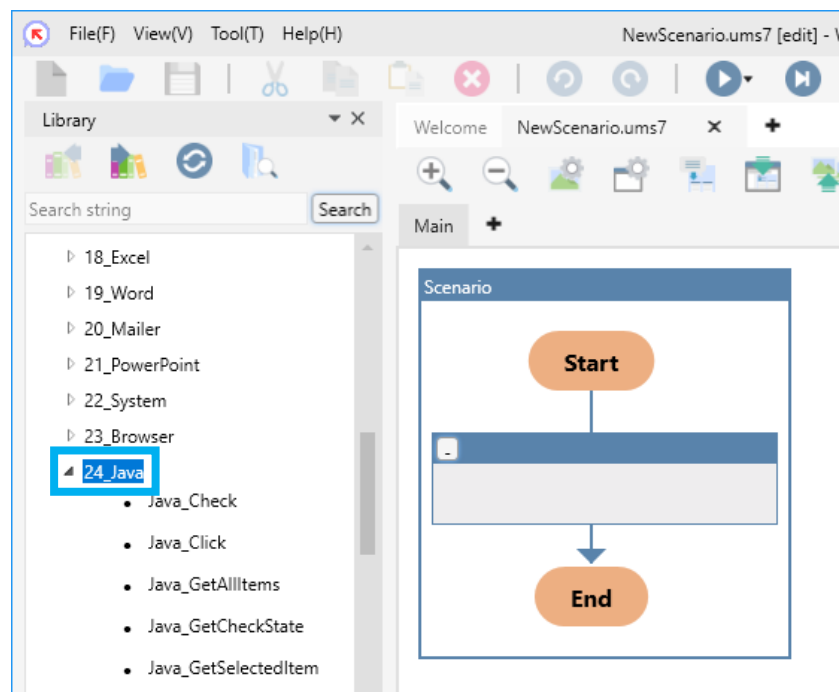 File(F) View(V) Tool(T) Help(H)
NewScenario.ums7 [edit] -
Library
Welcome NewScenario.ums7
Search string
Search
Main
18_Excel
19_Word
20_Mailer
21_PowerPoint
22_System
23_Browser
24_Java
Java_Check
Java_Click
Java_GetAllItems
Java_GetCheckState
Java_GetSelectedItem
Scenario
Start
-
End